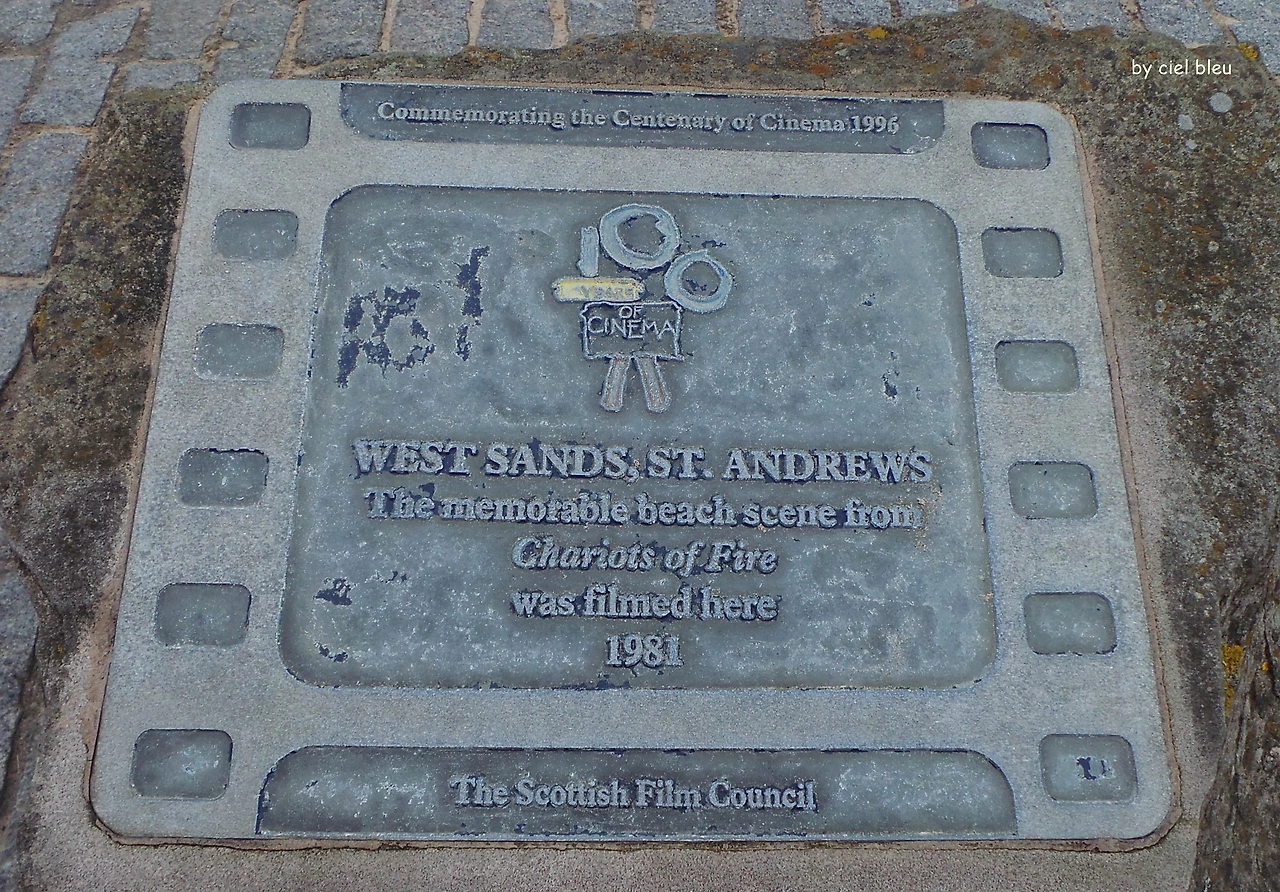 by ciel bleu
Commemorating the Centenary of Cinema 1996
YEARS
OF
CINEMA
WEST SANDS, ST. ANDREWS
The memorable beach scene from
Chariots of Fire
was filmed here
1981
The Scottish Film Council